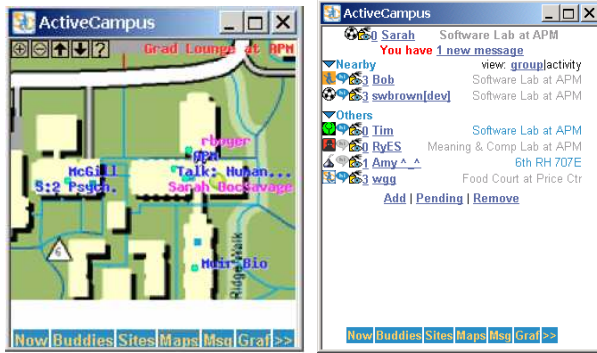 ActiveCampus
Grad Lounge at RPM
rboger
APM
McGill
Talk: Human...
5:2 Psych.
Sarah DocSavage
6
Muir Bio
Ridge Walk
Now Buddies Sites Maps Msg Graf >>
ActiveCampus
0 Sarah Software Lab at APM
You have 1 new message
Nearby view: group|activity
3 Bob Software Lab at APM
3 swbrown[dev] Software Lab at APM
Others
0 Tim Software Lab at APM
0 RyES Meaning & Comp Lab at APM
1 Amy ^_^ 6th RH 707E
3 wgg Food Court at Price Ctr
Add | Pending | Remove
Now Buddies Sites Maps Msg Graf >>